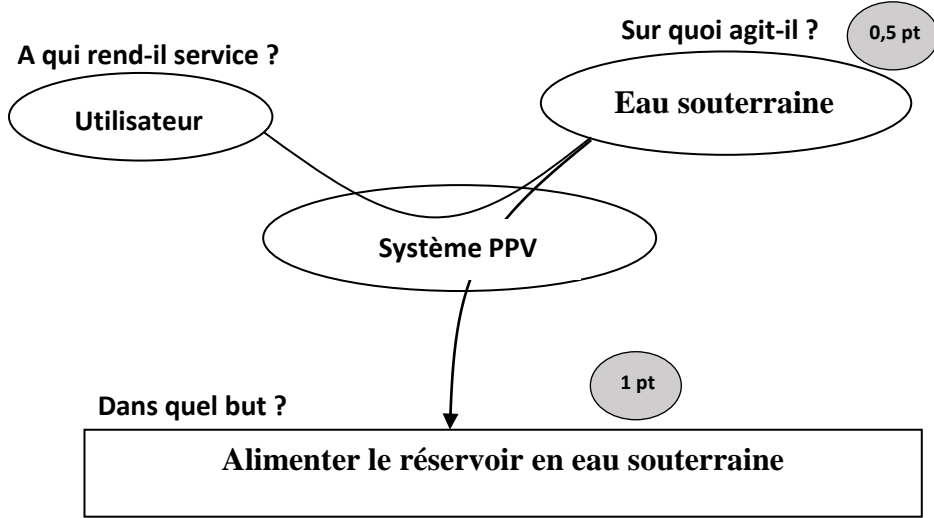 Sur quoi agit-il ?
0,5 pt
A qui rend-il service ?
Eau souterraine
Utilisateur
Système PPV
1 pt
Dans quel but ?
Alimenter le réservoir en eau souterraine